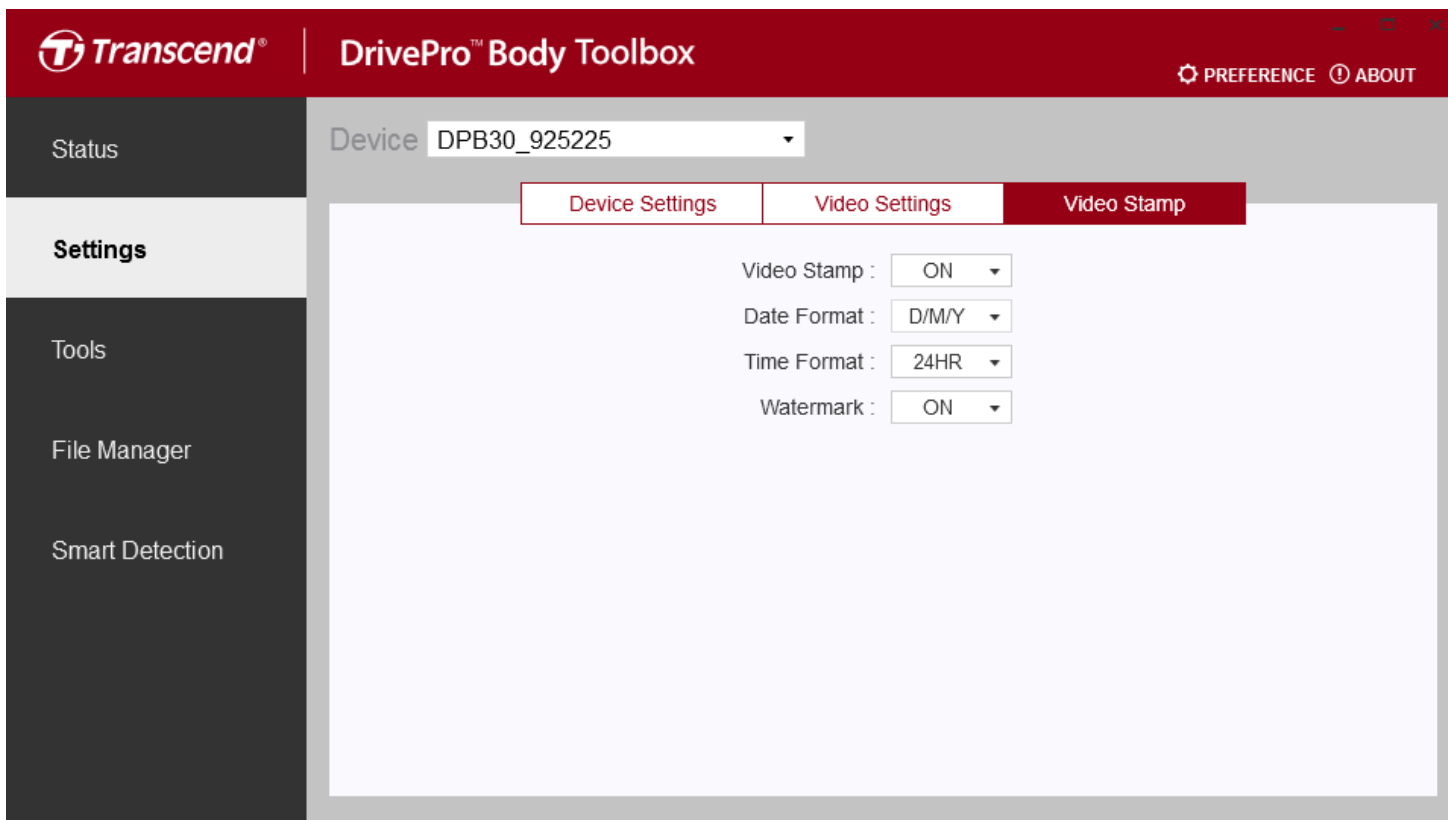 Transcend®
DrivePro™ Body Toolbox
PREFERENCE ABOUT
Status
Settings
Tools
File Manager
Smart Detection
Device DPB30_925225
Device Settings Video Settings Video Stamp
Video Stamp : ON
Date Format : D/M/Y
Time Format : 24HR
Watermark : ON